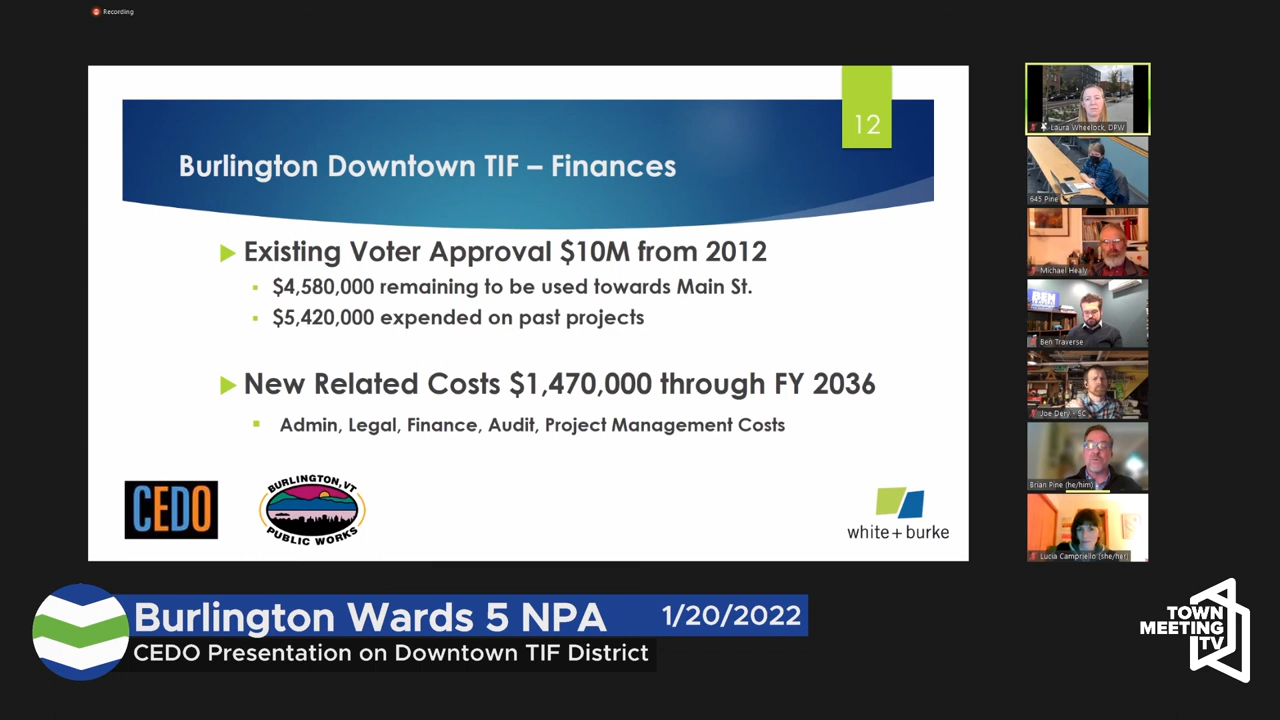 Recording
12
Burlington Downtown TIF – Finances
Existing Voter Approval $10M from 2012
$4,580,000 remaining to be used towards Main St.
$5,420,000 expended on past projects
New Related Costs $1,470,000 through FY 2036
Admin, Legal, Finance, Audit, Project Management Costs
CEDO
BURLINGTON, VT
PUBLIC WORKS
white+burke
Laura Wheelock, DPW
645 Pine
Michael Healy
Ben Traverse
Joe Dery - SC
Brian Pine (he/him)
Lucia Campriello (she/her)
Burlington Wards 5 NPA 1/20/2022
CEDO Presentation on Downtown TIF District
TOWN
MEETING
TV